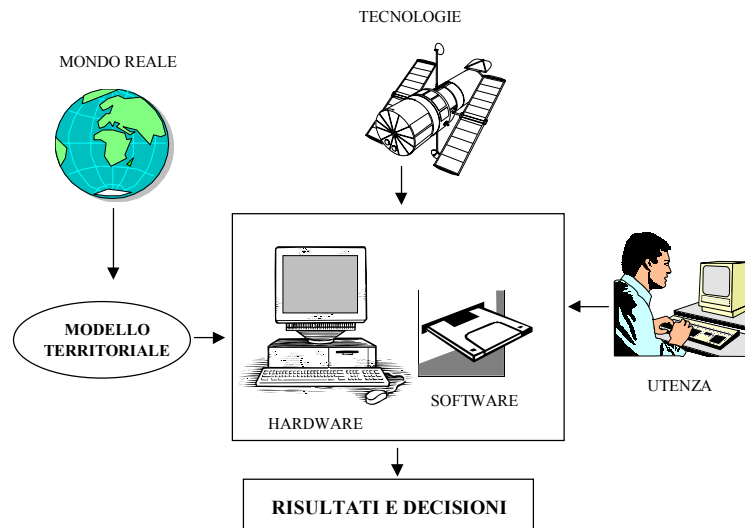 TECNOLOGIE
MONDO REALE
MODELLO
TERRITORIALE
HARDWARE
SOFTWARE
UTENZA
RISULTATI E DECISIONI